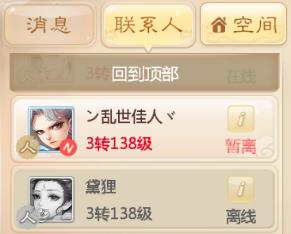 消息 联系人 空间
3转 回到顶部 在线
人 N ン乱世佳人ヾ i
3转138级 暂离
人 黛狸 i
3转138级 离线